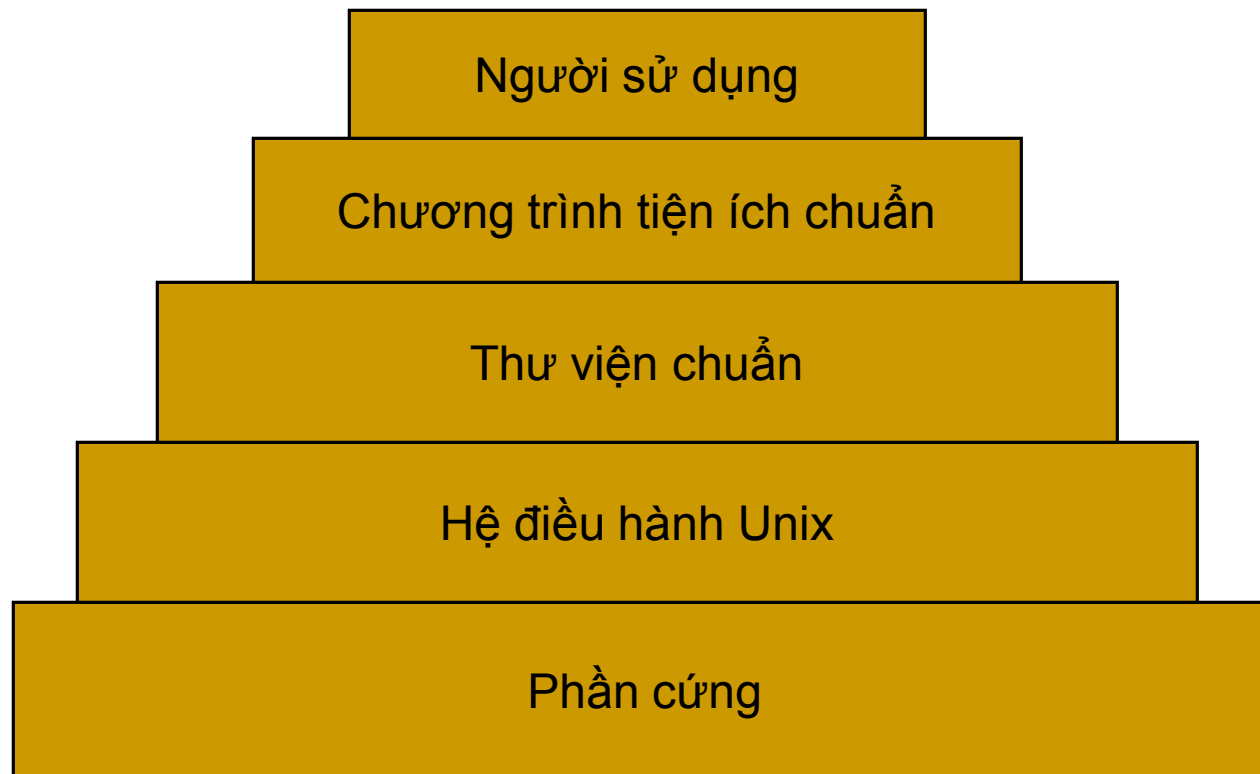 Người sử dụng
Chương trình tiện ích chuẩn
Thư viện chuẩn
Hệ điều hành Unix
Phần cứng